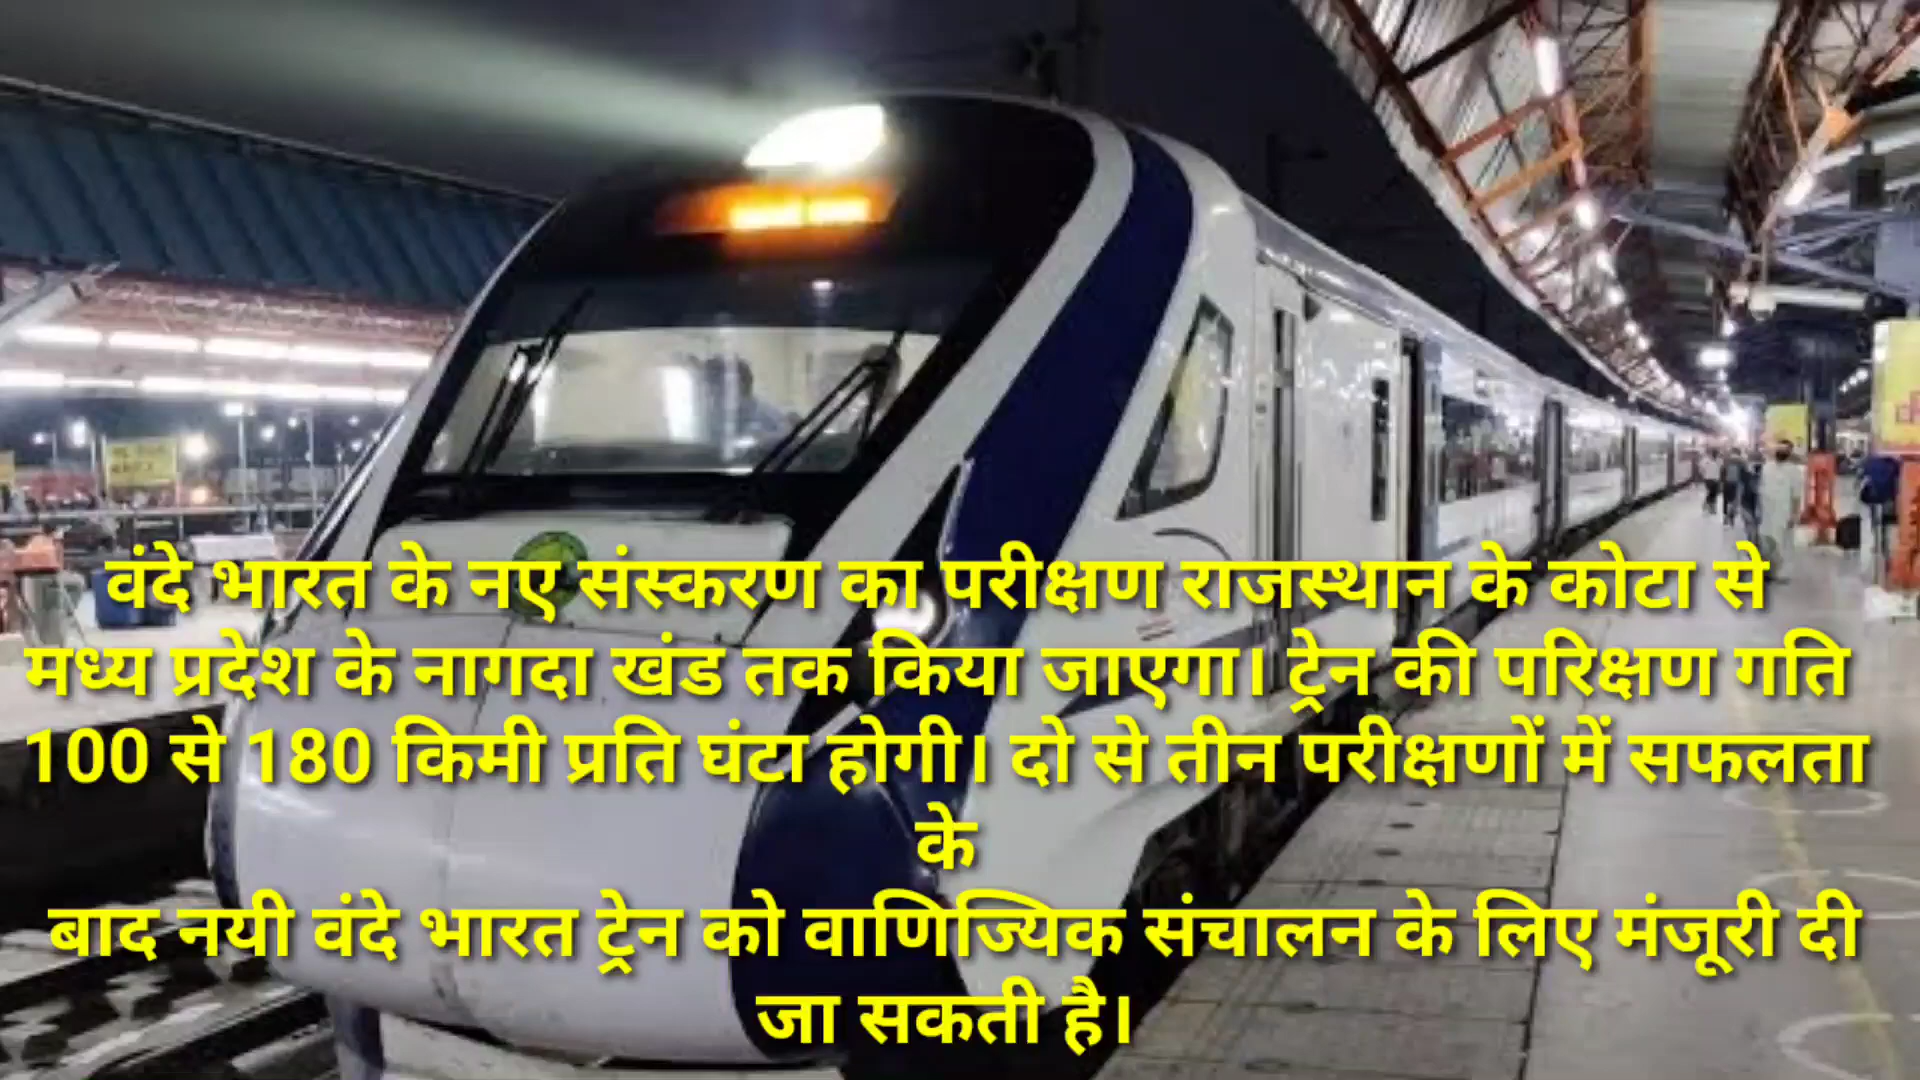 वंदे भारत के नए संस्करण का परीक्षण राजस्थान के कोटा से
मध्य प्रदेश के नागदा खंड तक किया जाएगा। ट्रेन की परिक्षण गति
100 से 180 किमी प्रति घंटा होगी। दो से तीन परीक्षणों में सफलता
के
बाद नयी वंदे भारत ट्रेन को वाणिज्यिक संचालन के लिए मंजूरी दी
जा सकती है।